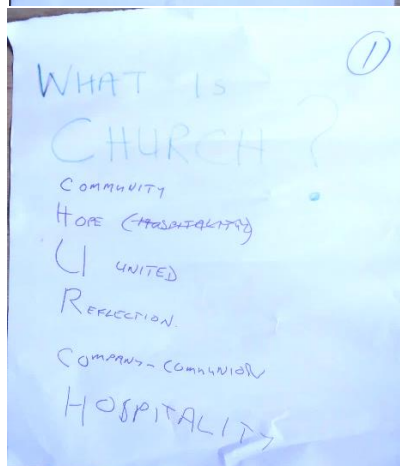 1
WHAT IS
CHURCH?
COMMUNITY
HOPE (HOSPITALITY)
U UNITED
REFLECTION.
COMPANY - COMMUNION
HOSPITALITY